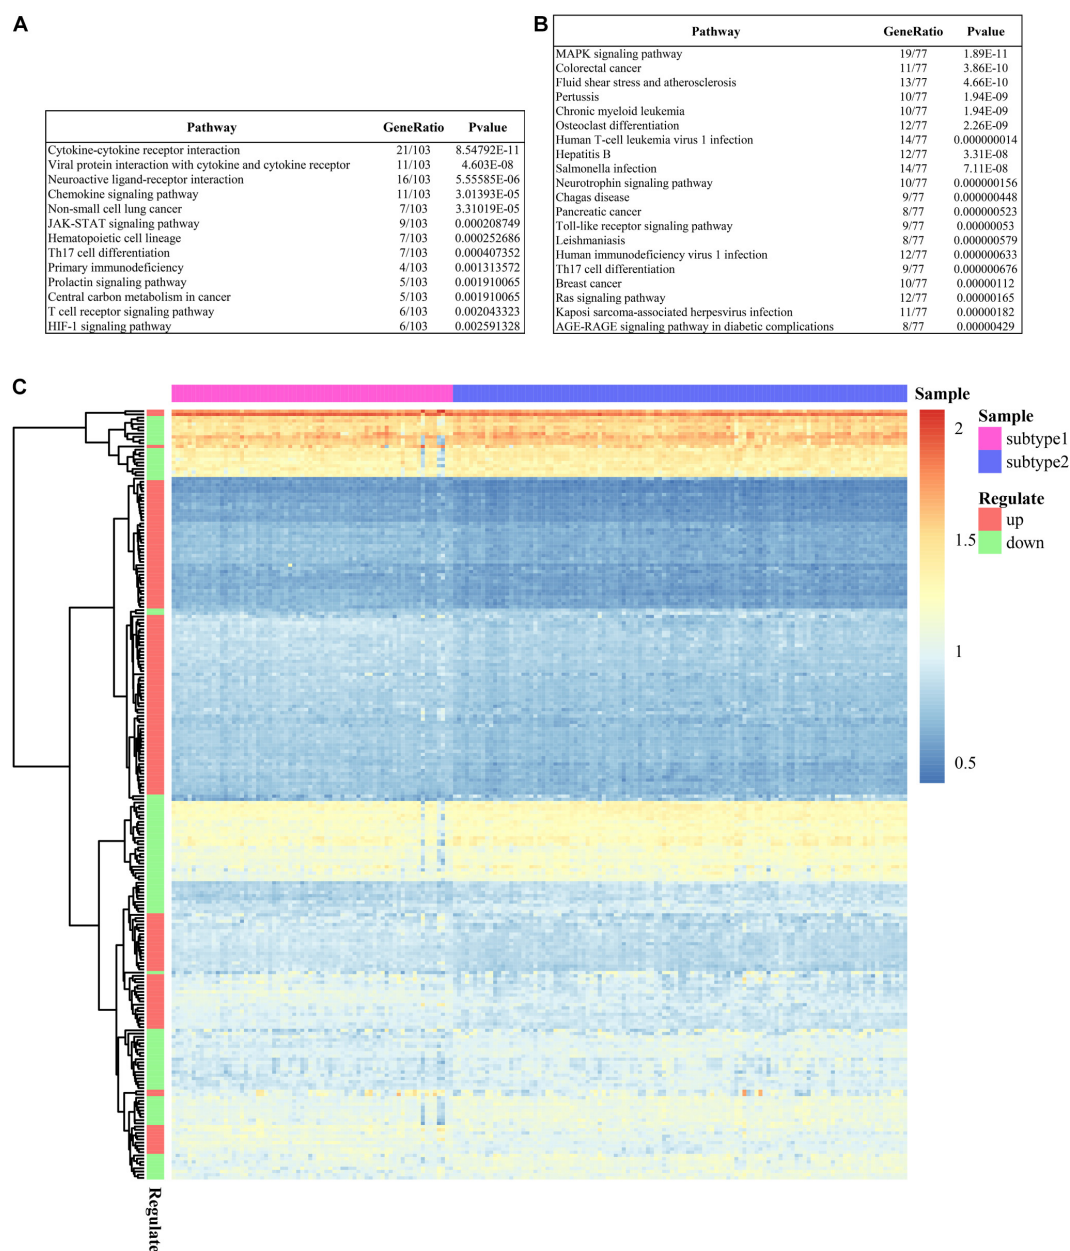 A
Pathway GeneRatio Pvalue
Cytokine-cytokine receptor interaction 21/103 8.54792E-11
Viral protein interaction with cytokine and cytokine receptor 11/103 4.603E-08
Neuroactive ligand-receptor interaction 16/103 5.55585E-06
Chemokine signaling pathway 11/103 3.01393E-05
Non-small cell lung cancer 7/103 3.31019E-05
JAK-STAT signaling pathway 9/103 0.000208749
Hematopoietic cell lineage 7/103 0.000252686
Th17 cell differentiation 7/103 0.000407352
Primary immunodeficiency 4/103 0.001313572
Prolactin signaling pathway 5/103 0.001910065
Central carbon metabolism in cancer 5/103 0.001910065
T cell receptor signaling pathway 6/103 0.002043323
HIF-1 signaling pathway 6/103 0.002591328
B
Pathway GeneRatio Pvalue
MAPK signaling pathway 19/77 1.89E-11
Colorectal cancer 11/77 3.86E-10
Fluid shear stress and atherosclerosis 13/77 4.66E-10
Pertussis 10/77 1.94E-09
Chronic myeloid leukemia 10/77 1.94E-09
Osteoclast differentiation 12/77 2.26E-09
Human T-cell leukemia virus 1 infection 14/77 0.000000014
Hepatitis B 12/77 3.31E-08
Salmonella infection 14/77 7.11E-08
Neurotrophin signaling pathway 10/77 0.000000156
Chagas disease 9/77 0.000000448
Pancreatic cancer 8/77 0.000000523
Toll-like receptor signaling pathway 9/77 0.00000053
Leishmaniasis 8/77 0.000000579
Human immunodeficiency virus 1 infection 12/77 0.000000633
Th17 cell differentiation 9/77 0.000000676
Breast cancer 10/77 0.00000112
Ras signaling pathway 12/77 0.00000165
Kaposi sarcoma-associated herpesvirus infection 11/77 0.00000182
AGE-RAGE signaling pathway in diabetic complications 8/77 0.00000429
C
Sample
2
1.5
1
0.5
Sample
subtype1
subtype2
Regulate
up
down
Regulate